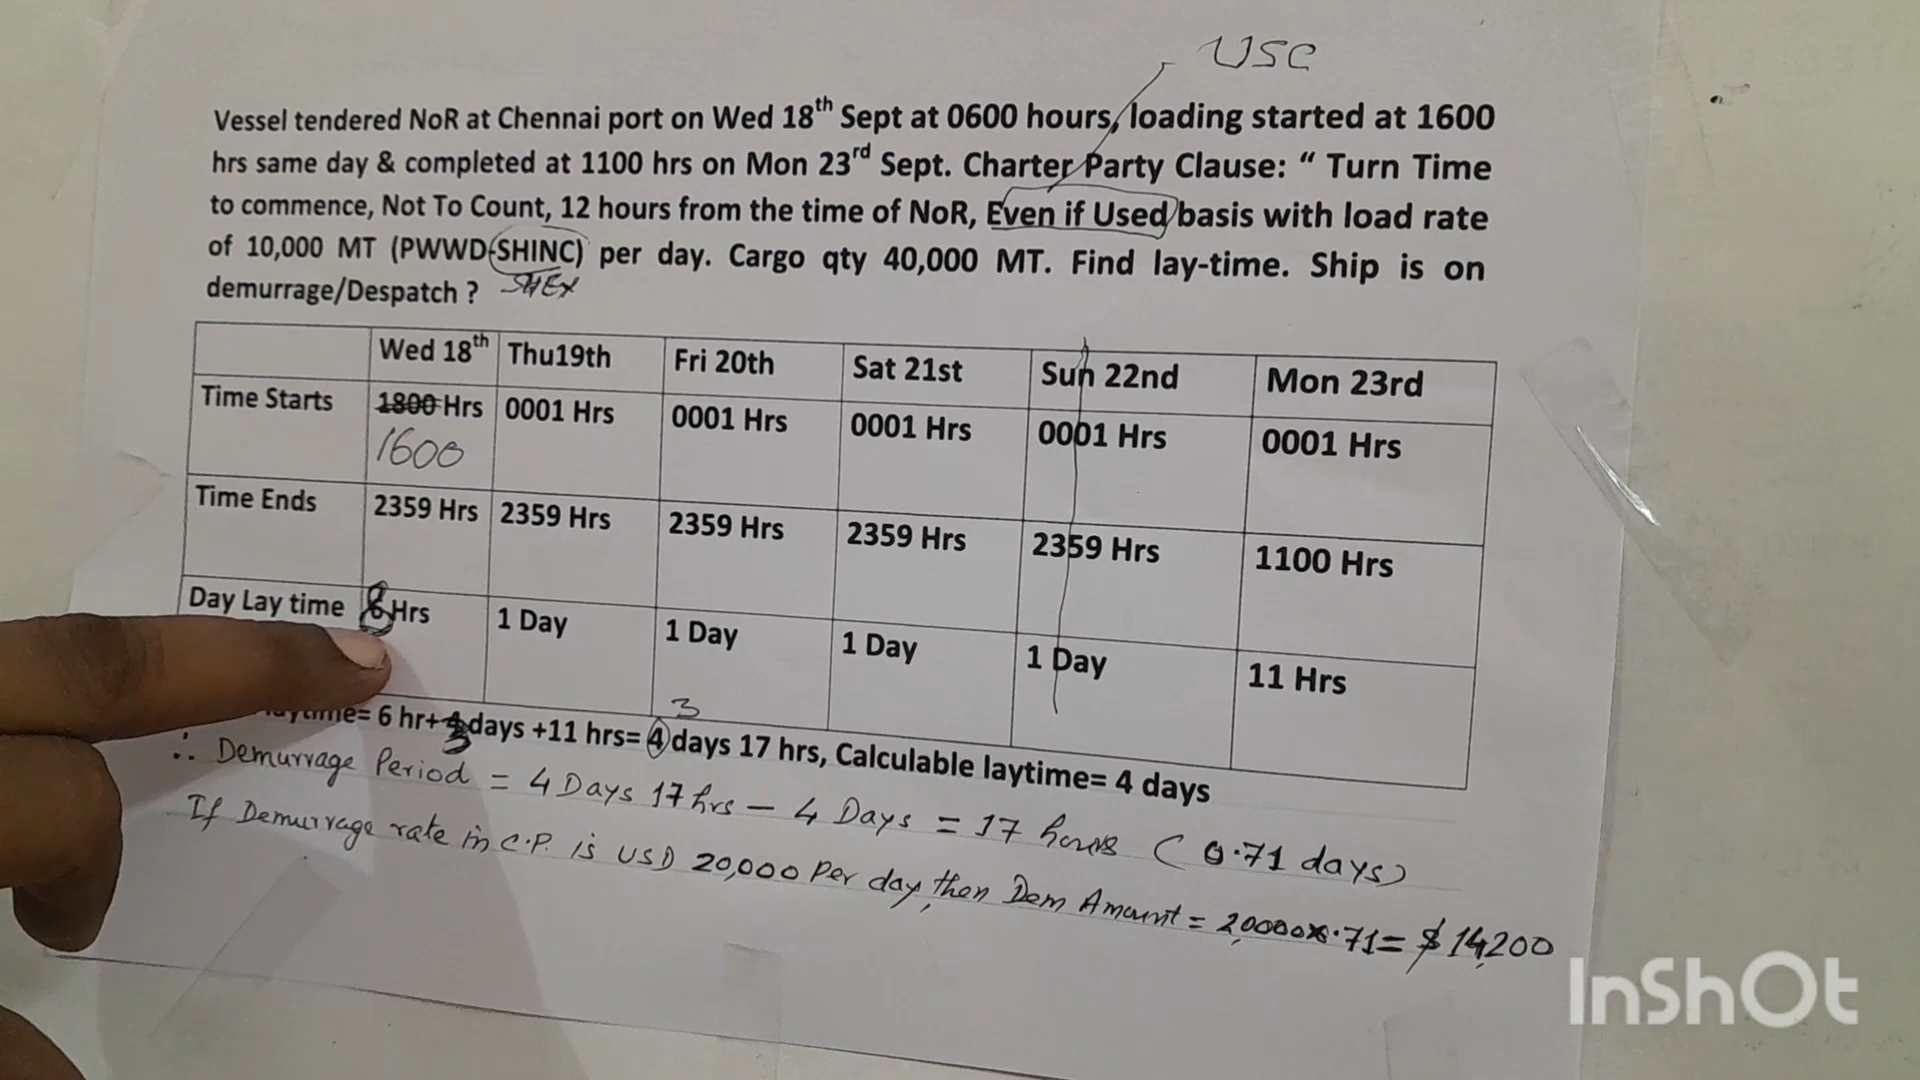 USC
Vessel tendered NoR at Chennai port on Wed 18th Sept at 0600 hours, loading started at 1600
hrs same day & completed at 1100 hrs on Mon 23rd Sept. Charter Party Clause: “ Turn Time
to commence, Not To Count, 12 hours from the time of NoR, Even if Used basis with load rate
of 10,000 MT (PWWD-SHINC) per day. Cargo qty 40,000 MT. Find lay-time. Ship is on
demurrage/Despatch ? SHEX
Wed 18th Thu19th Fri 20th Sat 21st Sun 22nd Mon 23rd
Time Starts 1800 Hrs 0001 Hrs 0001 Hrs 0001 Hrs 0001 Hrs 0001 Hrs
1600
Time Ends 2359 Hrs 2359 Hrs 2359 Hrs 2359 Hrs 2359 Hrs 1100 Hrs
Day Lay time Hrs 1 Day 1 Day 1 Day 1 Day 11 Hrs
3
= 6 hr+ 3 days +11 hrs= 4 days 17 hrs, Calculable laytime= 4 days
∴ Demurrage Period = 4 Days 17 hrs – 4 Days = 17 hours (0.71 days)
If Demurrage rate in C.P. is USD 20,000 Per day, then Dem Amount = 20000x.71= $ 14,200
InShOt